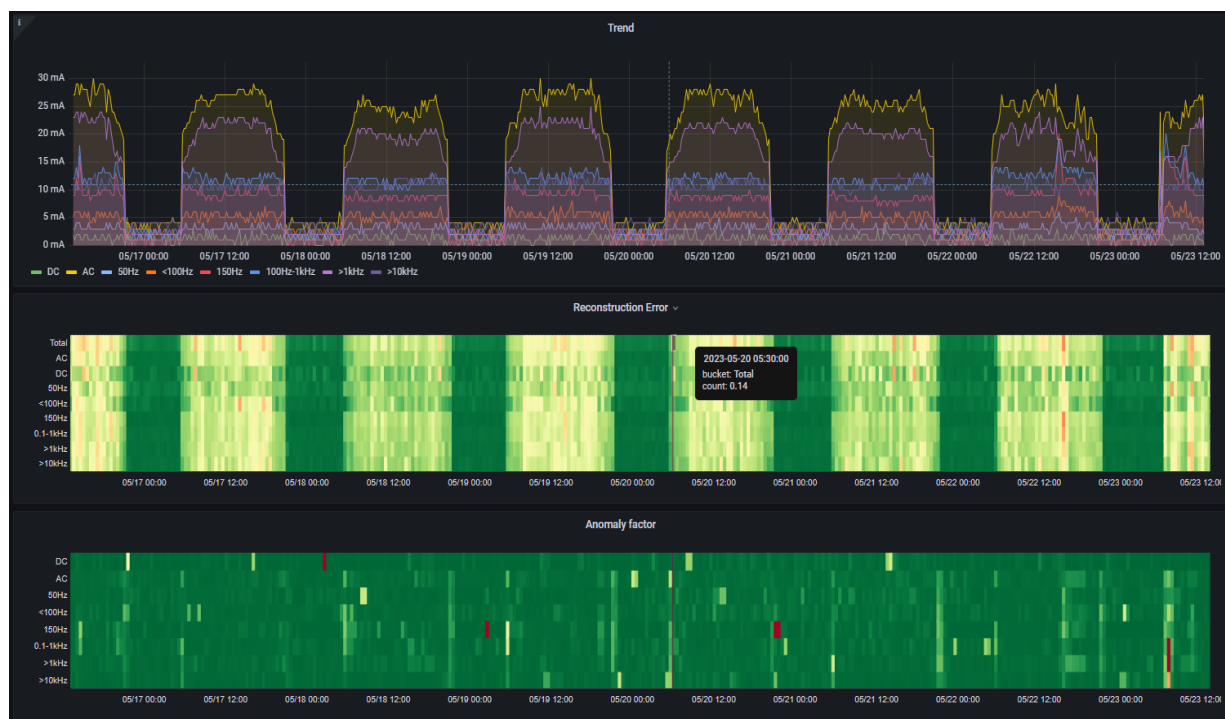 i
Trend
30 mA
25 mA
20 mA
15 mA
10 mA
5 mA
0 mA
05/17 00:00 05/17 12:00 05/18 00:00 05/18 12:00 05/19 00:00 05/19 12:00 05/20 00:00 05/20 12:00 05/21 00:00 05/21 12:00 05/22 00:00 05/22 12:00 05/23 00:00 05/23 12:00
DC AC 50Hz <100Hz 150Hz 100Hz-1kHz >1kHz >10kHz
Reconstruction Error
Total
AC
DC
50Hz
<100Hz
150Hz
0.1-1kHz
>1kHz
>10kHz
2023-05-20 05:30:00
bucket: Total
count: 0.14
05/17 00:00 05/17 12:00 05/18 00:00 05/18 12:00 05/19 00:00 05/19 12:00 05/20 00:00 05/20 12:00 05/21 00:00 05/21 12:00 05/22 00:00 05/22 12:00 05/23 00:00 05/23 12:00
Anomaly factor
DC
AC
50Hz
<100Hz
150Hz
0.1-1kHz
>1kHz
>10kHz
05/17 00:00 05/17 12:00 05/18 00:00 05/18 12:00 05/19 00:00 05/19 12:00 05/20 00:00 05/20 12:00 05/21 00:00 05/21 12:00 05/22 00:00 05/22 12:00 05/23 00:00 05/23 12:00